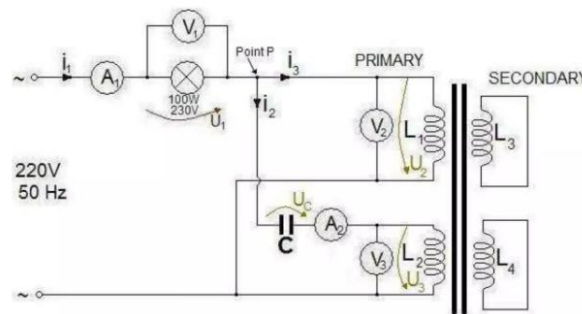 V1
Point P
i1
i3
PRIMARY
SECONDARY
~
A1
100W
230V
U1
i2
V2
L1
U2
L3
220V
50 Hz
UC
C
A2
V3
L2
U3
L4
~